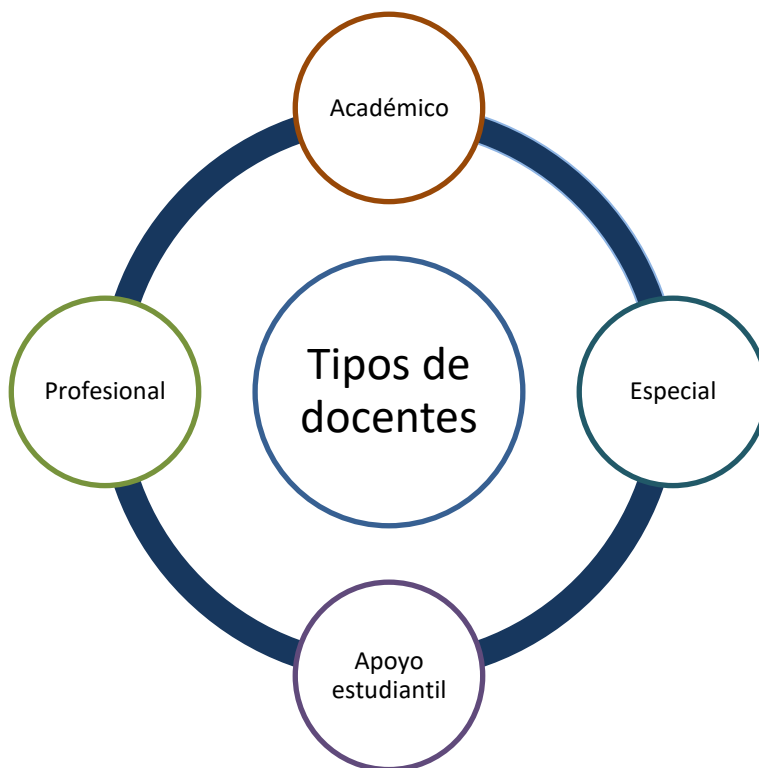 Académico
Profesional
Tipos de
docentes
Especial
Apoyo
estudiantil